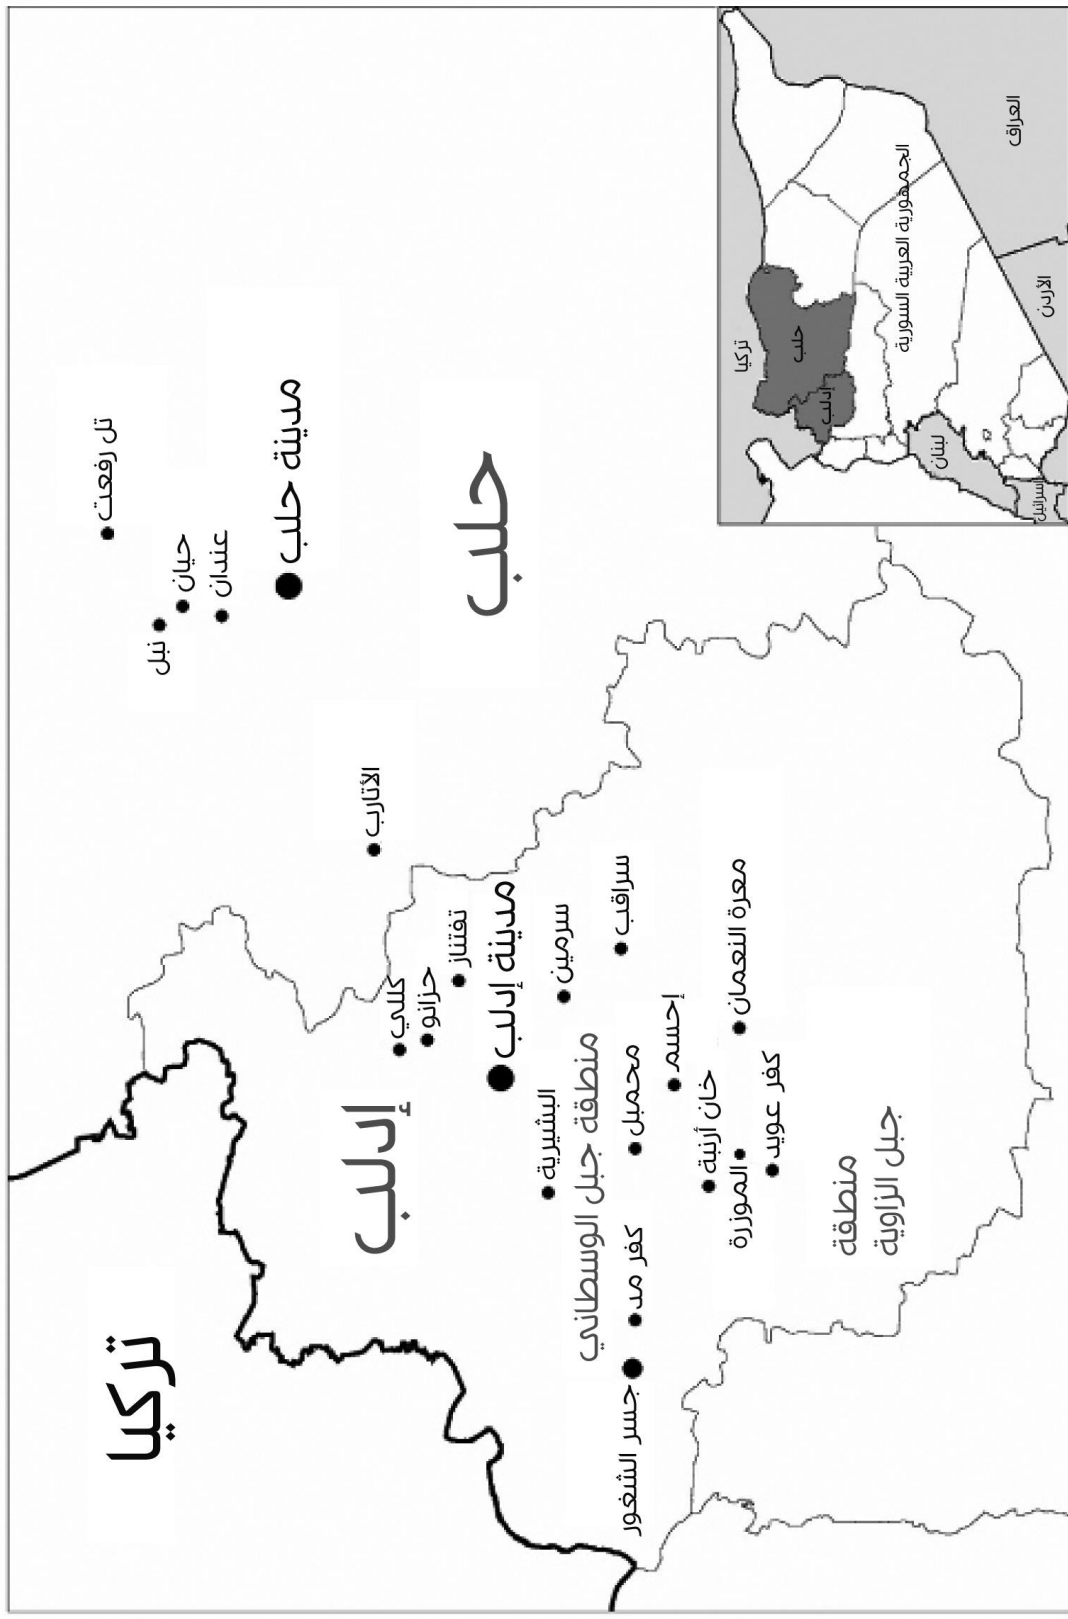 تركيا
إدلب
حلب
تل رفعت
حيان
نبل
عندان
مدينة حلب
الأتارب
كللي
حزانو
تفتناز
مدينة إدلب
سرمين
البشيرية
منطقة جبل الوسطاني
سراقب
محمبل
كفر مد
جسر الشغور
إحسم
خان أرنبة
معرة النعمان
الموزرة
كفر عويد
منطقة
جبل الزاوية
تركيا
حلب
إدلب
الجمهورية العربية السورية
العراق
الأردن
لبنان
إسرائيل